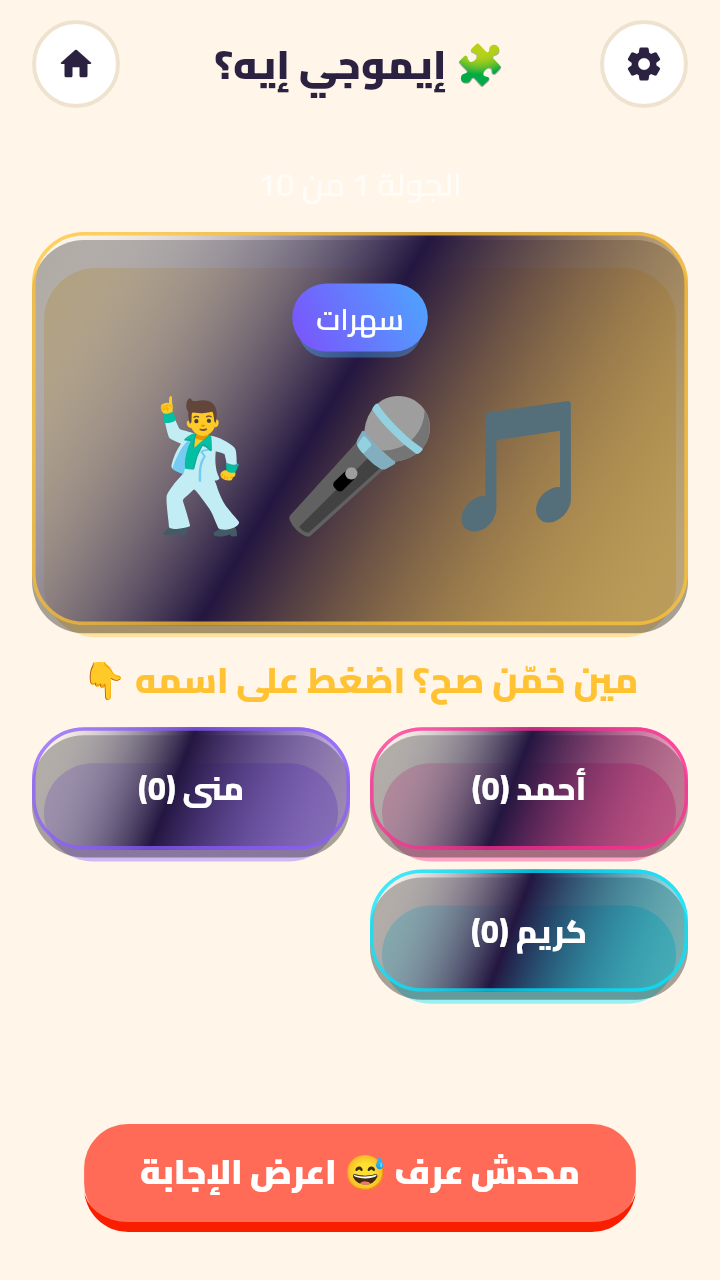 إيموجي إيه؟
الجولة 1 من 10
سهرات
مين خمّن صح؟ اضغط على اسمه
أحمد (0)
منى (0)
كريم (0)
محدش عرف 😅 اعرض الإجابة